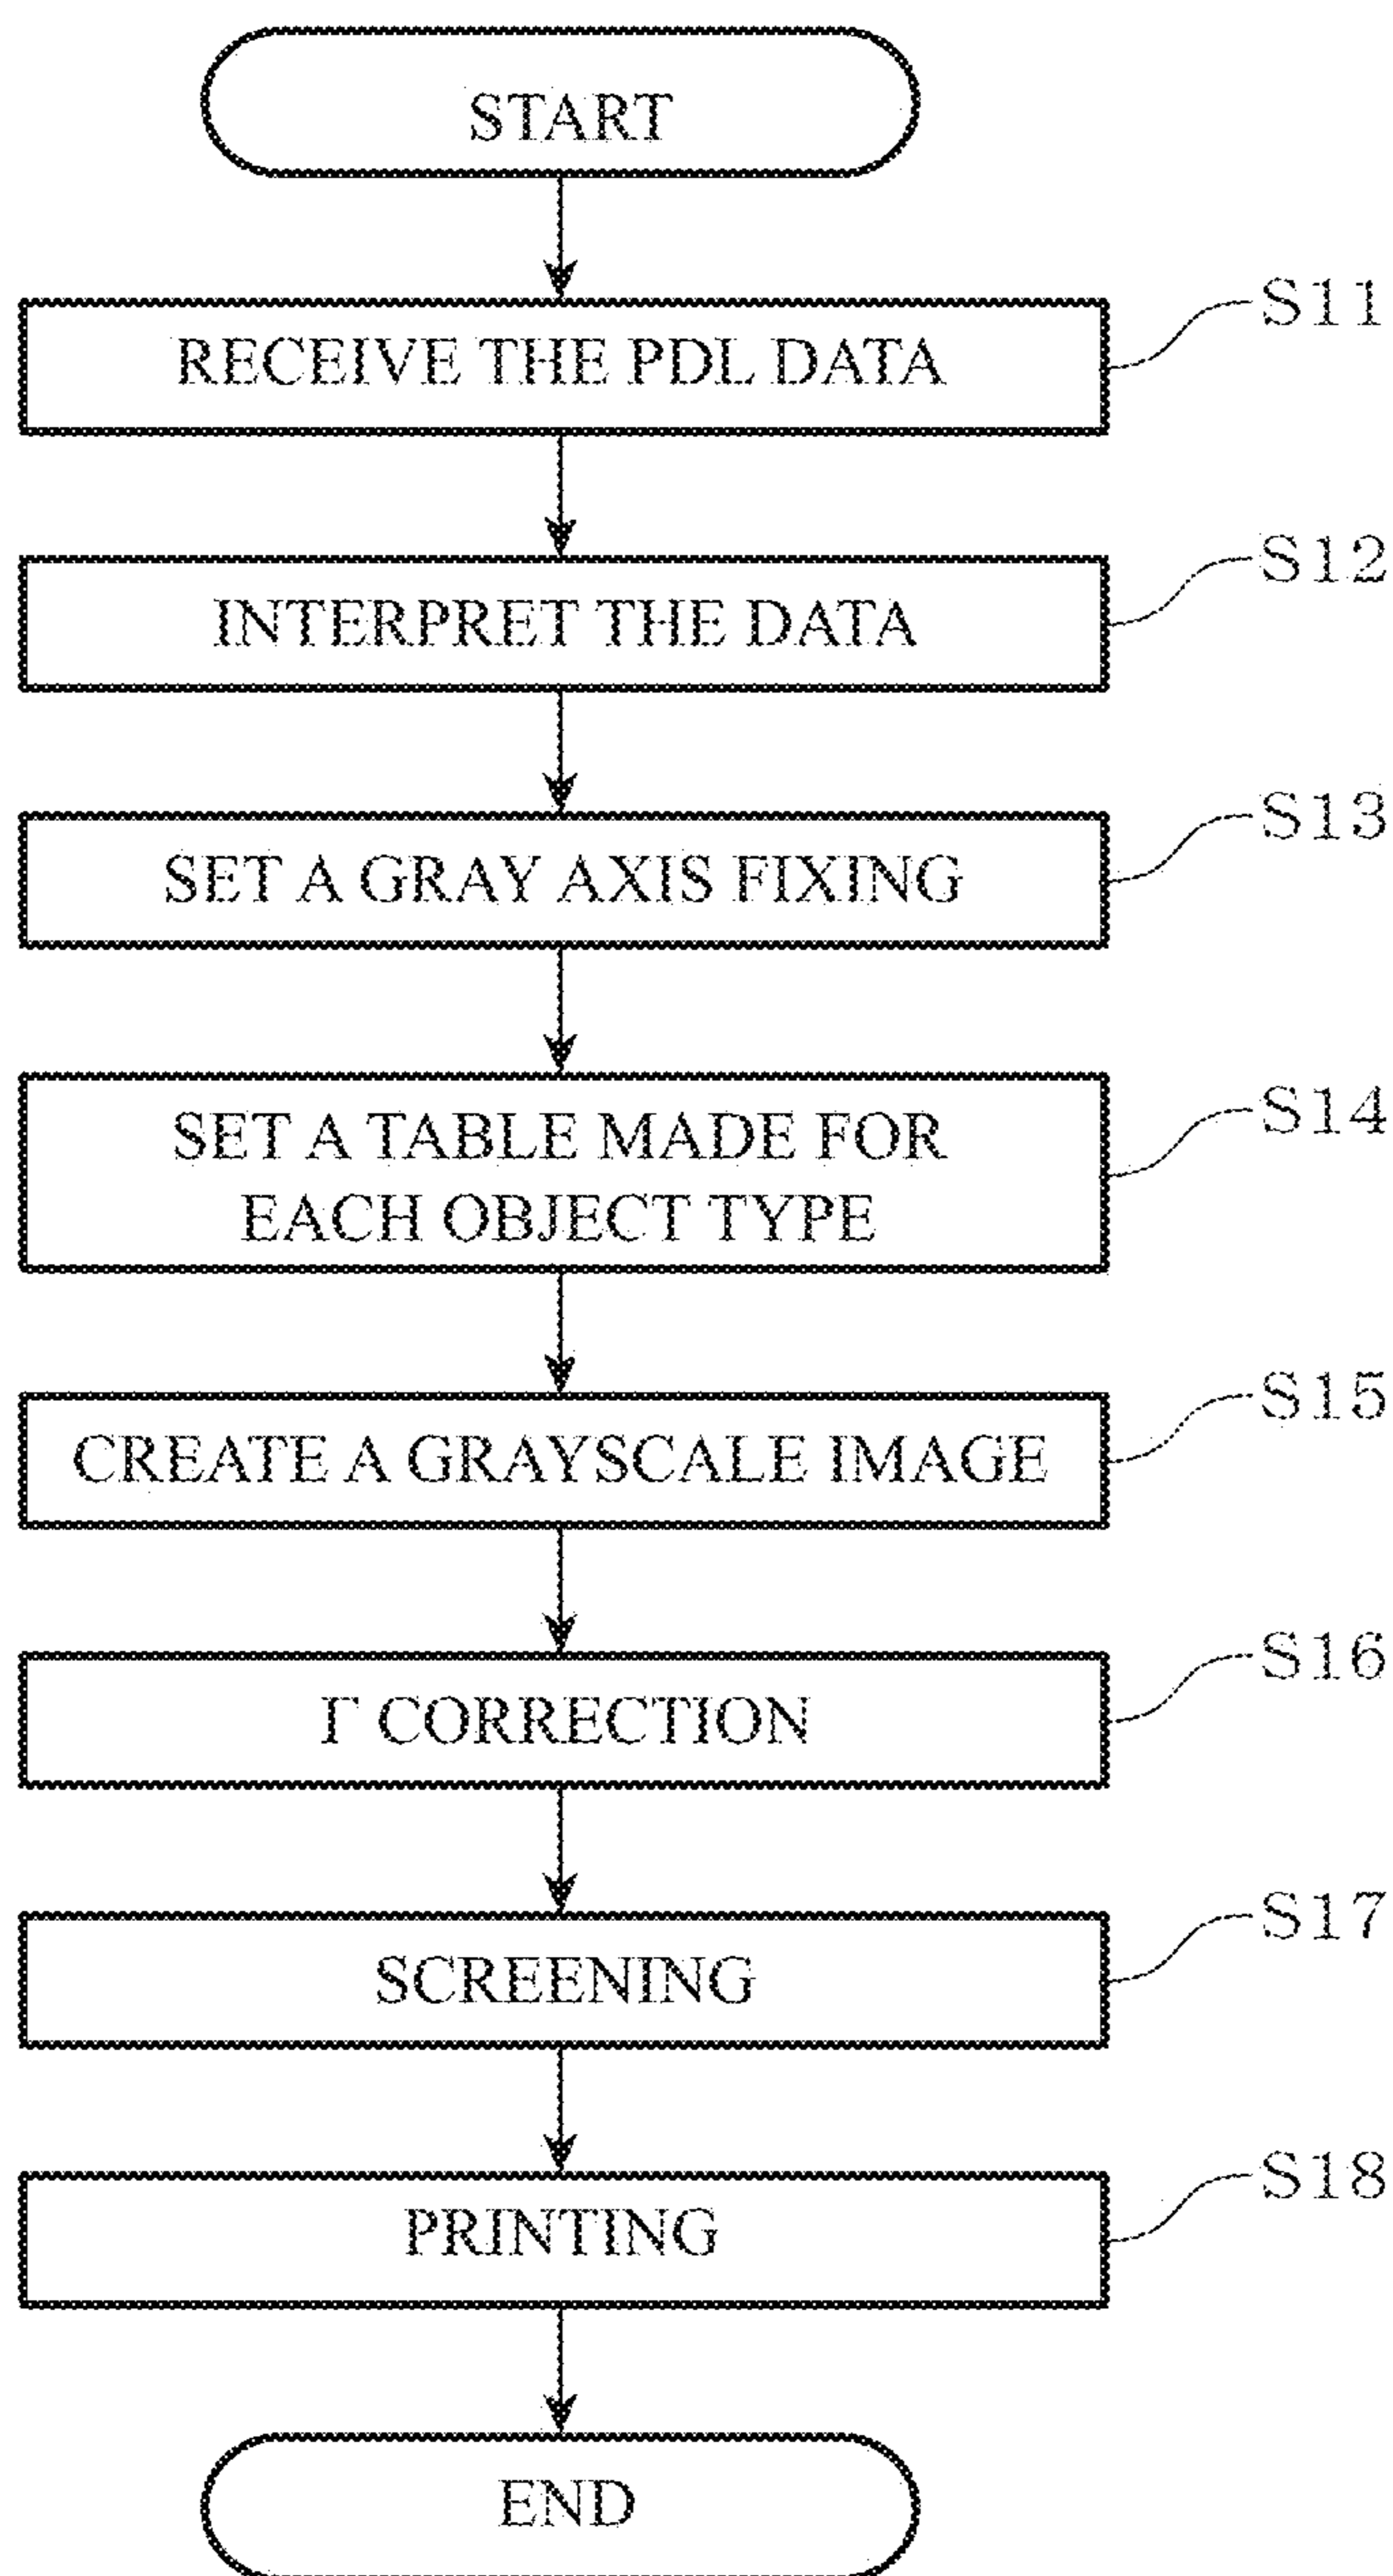 START
RECEIVE THE PDL DATA
S11
INTERPRET THE DATA
S12
SET A GRAY AXIS FIXING
S13
SET A TABLE MADE FOR
EACH OBJECT TYPE
S14
CREATE A GRAYSCALE IMAGE
S15
Γ CORRECTION
S16
SCREENING
S17
PRINTING
S18
END